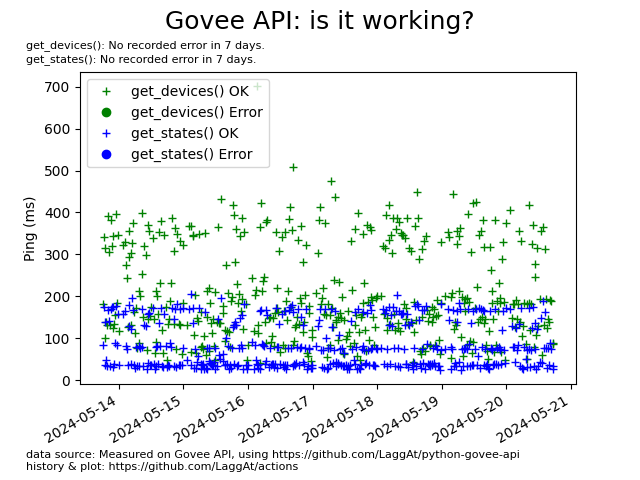 Govee API: is it working?
get_devices(): No recorded error in 7 days.
get_states(): No recorded error in 7 days.
get_devices() OK
get_devices() Error
get_states() OK
get_states() Error
Ping (ms)
700
600
500
400
300
200
100
0
2024-05-14
2024-05-15
2024-05-16
2024-05-17
2024-05-18
2024-05-19
2024-05-20
2024-05-21
data source: Measured on Govee API, using https://github.com/LaggAt/python-govee-api
history & plot: https://github.com/LaggAt/actions